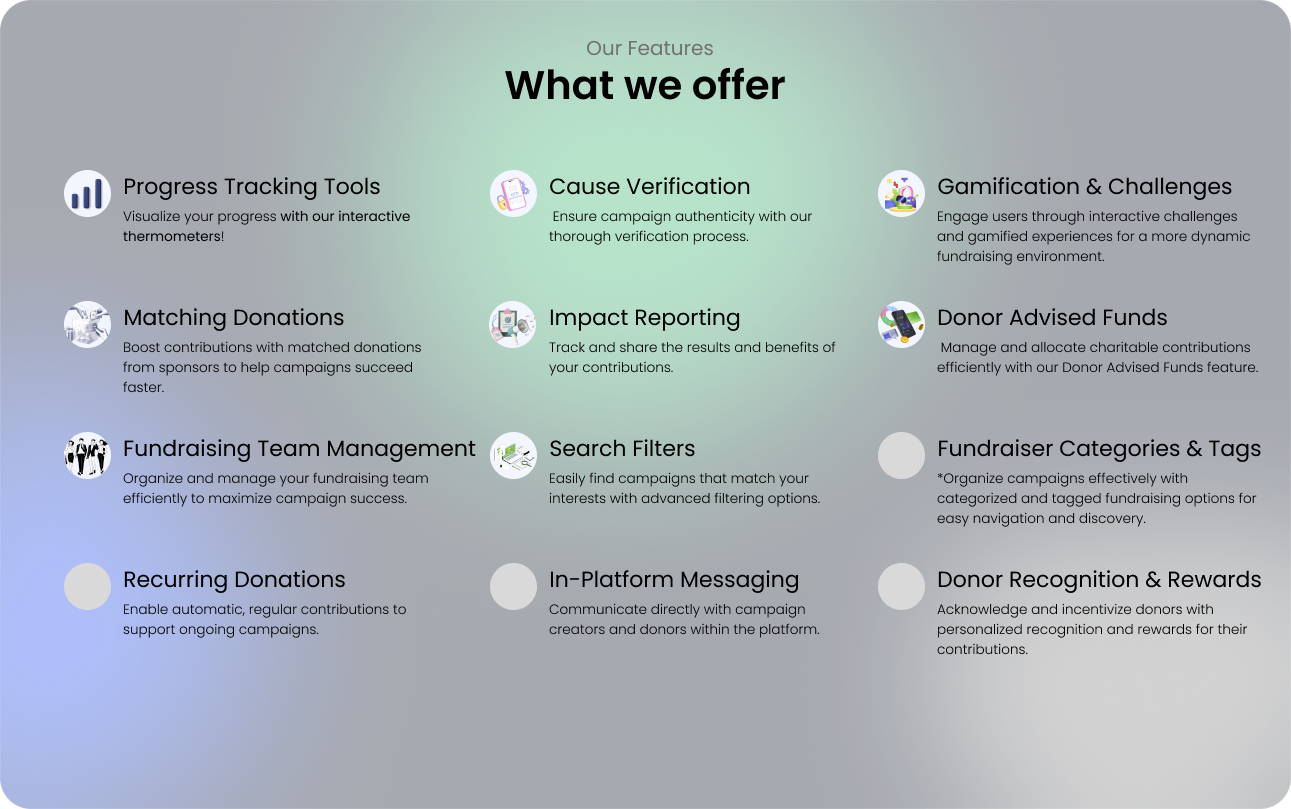 Our Features
What we offer
Progress Tracking Tools
Visualize your progress with our interactive
thermometers!
Cause Verification
Ensure campaign authenticity with our
thorough verification process.
Gamification & Challenges
Engage users through interactive challenges
and gamified experiences for a more dynamic
fundraising environment.
Matching Donations
Boost contributions with matched donations
from sponsors to help campaigns succeed
faster.
Impact Reporting
Track and share the results and benefits of
your contributions.
Donor Advised Funds
Manage and allocate charitable contributions
efficiently with our Donor Advised Funds feature.
Fundraising Team Management
Organize and manage your fundraising team
efficiently to maximize campaign success.
Search Filters
Easily find campaigns that match your
interests with advanced filtering options.
Fundraiser Categories & Tags
*Organize campaigns effectively with
categorized and tagged fundraising options for
easy navigation and discovery.
Recurring Donations
Enable automatic, regular contributions to
support ongoing campaigns.
In-Platform Messaging
Communicate directly with campaign
creators and donors within the platform.
Donor Recognition & Rewards
Acknowledge and incentivize donors with
personalized recognition and rewards for their
contributions.